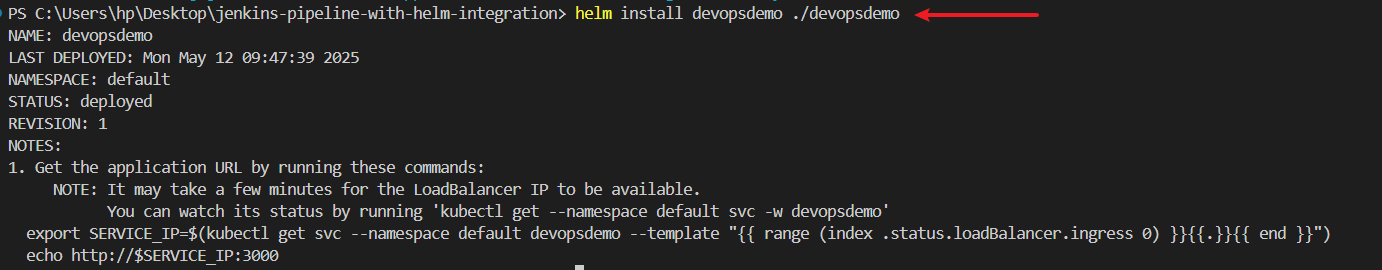 PS C:\Users\hp\Desktop\jenkins-pipeline-with-helm-integration> helm install devopsdemo ./devopsdemo
NAME: devopsdemo
LAST DEPLOYED: Mon May 12 09:47:39 2025
NAMESPACE: default
STATUS: deployed
REVISION: 1
NOTES:
1. Get the application URL by running these commands:
     NOTE: It may take a few minutes for the LoadBalancer IP to be available.
           You can watch its status by running 'kubectl get --namespace default svc -w devopsdemo'
  export SERVICE_IP=$(kubectl get svc --namespace default devopsdemo --template "{{ range (index .status.loadBalancer.ingress 0) }}{{.}}{{ end }}")
  echo http://$SERVICE_IP:3000